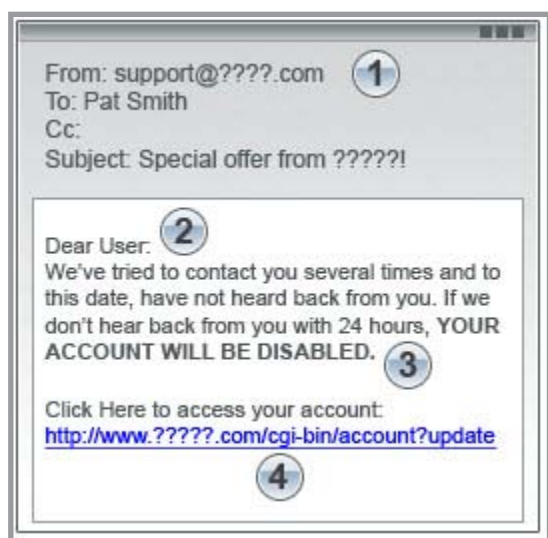 From: support@????.com 1
To: Pat Smith
Cc:
Subject: Special offer from ?????!
Dear User: 2
We've tried to contact you several times and to
this date, have not heard back from you. If we
don't hear back from you with 24 hours, YOUR
ACCOUNT WILL BE DISABLED. 3
Click Here to access your account:
http://www.?????.com/cgi-bin/account?update
4